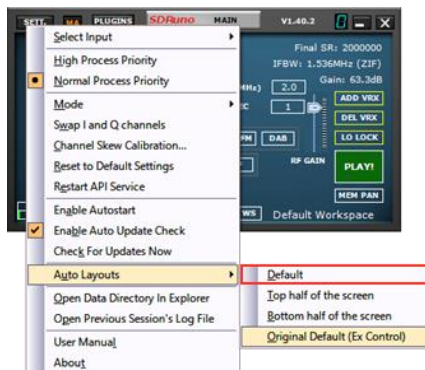 SETT. MA PLUGINS SDRuno MAIN V1.40.2
Select Input
High Process Priority
Normal Process Priority
Mode
Swap I and Q channels
Channel Skew Calibration...
Reset to Default Settings
Restart API Service
Enable Autostart
Enable Auto Update Check
Check For Updates Now
Auto Layouts
Open Data Directory In Explorer
Open Previous Session's Log File
User Manual
About
Final SR: 2000000
IFBW: 1.536MHz (ZIF)
Gain: 63.3dB
MHz) 2.0 ADD VRX
EC 1 DEL VRX
FM DAB LO LOCK
RF GAIN PLAY!
MEM PAN
WS Default Workspace
Default
Top half of the screen
Bottom half of the screen
Original Default (Ex Control)